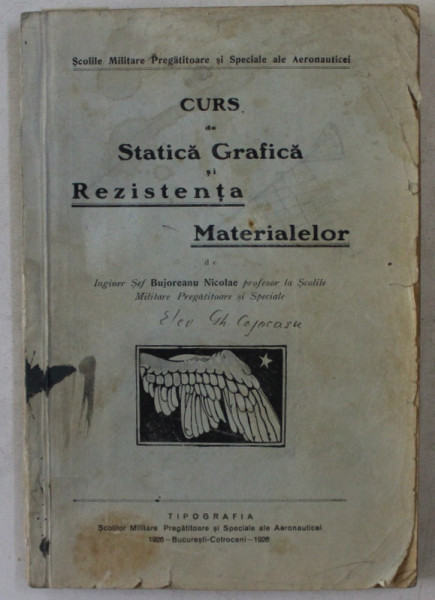 Școlile Militare Pregătitoare și Speciale ale Aeronauticei
CURS
de
Statică Grafică
și
Rezistența
Materialelor
de
Inginer Șef Bujoreanu Nicolae profesor la Școlile
Militare Pregătitoare și Speciale
Elev Gh. Cojocaru
TIPOGRAFIA
Școlilor Militare Pregătitoare și Speciale ale Aeronauticei
1926—București-Cotroceni—1926